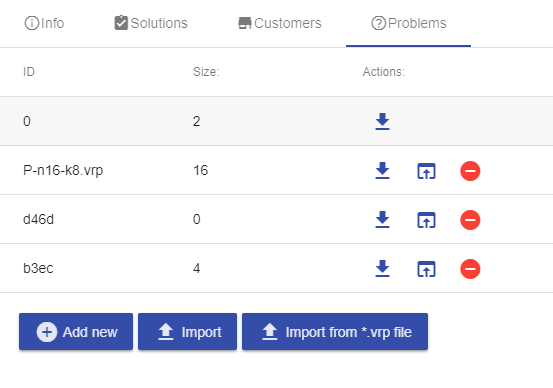 Info Solutions Customers Problems
ID Size: Actions:
0 2
P-n16-k8.vrp 16
d46d 0
b3ec 4
Add new Import Import from *.vrp file